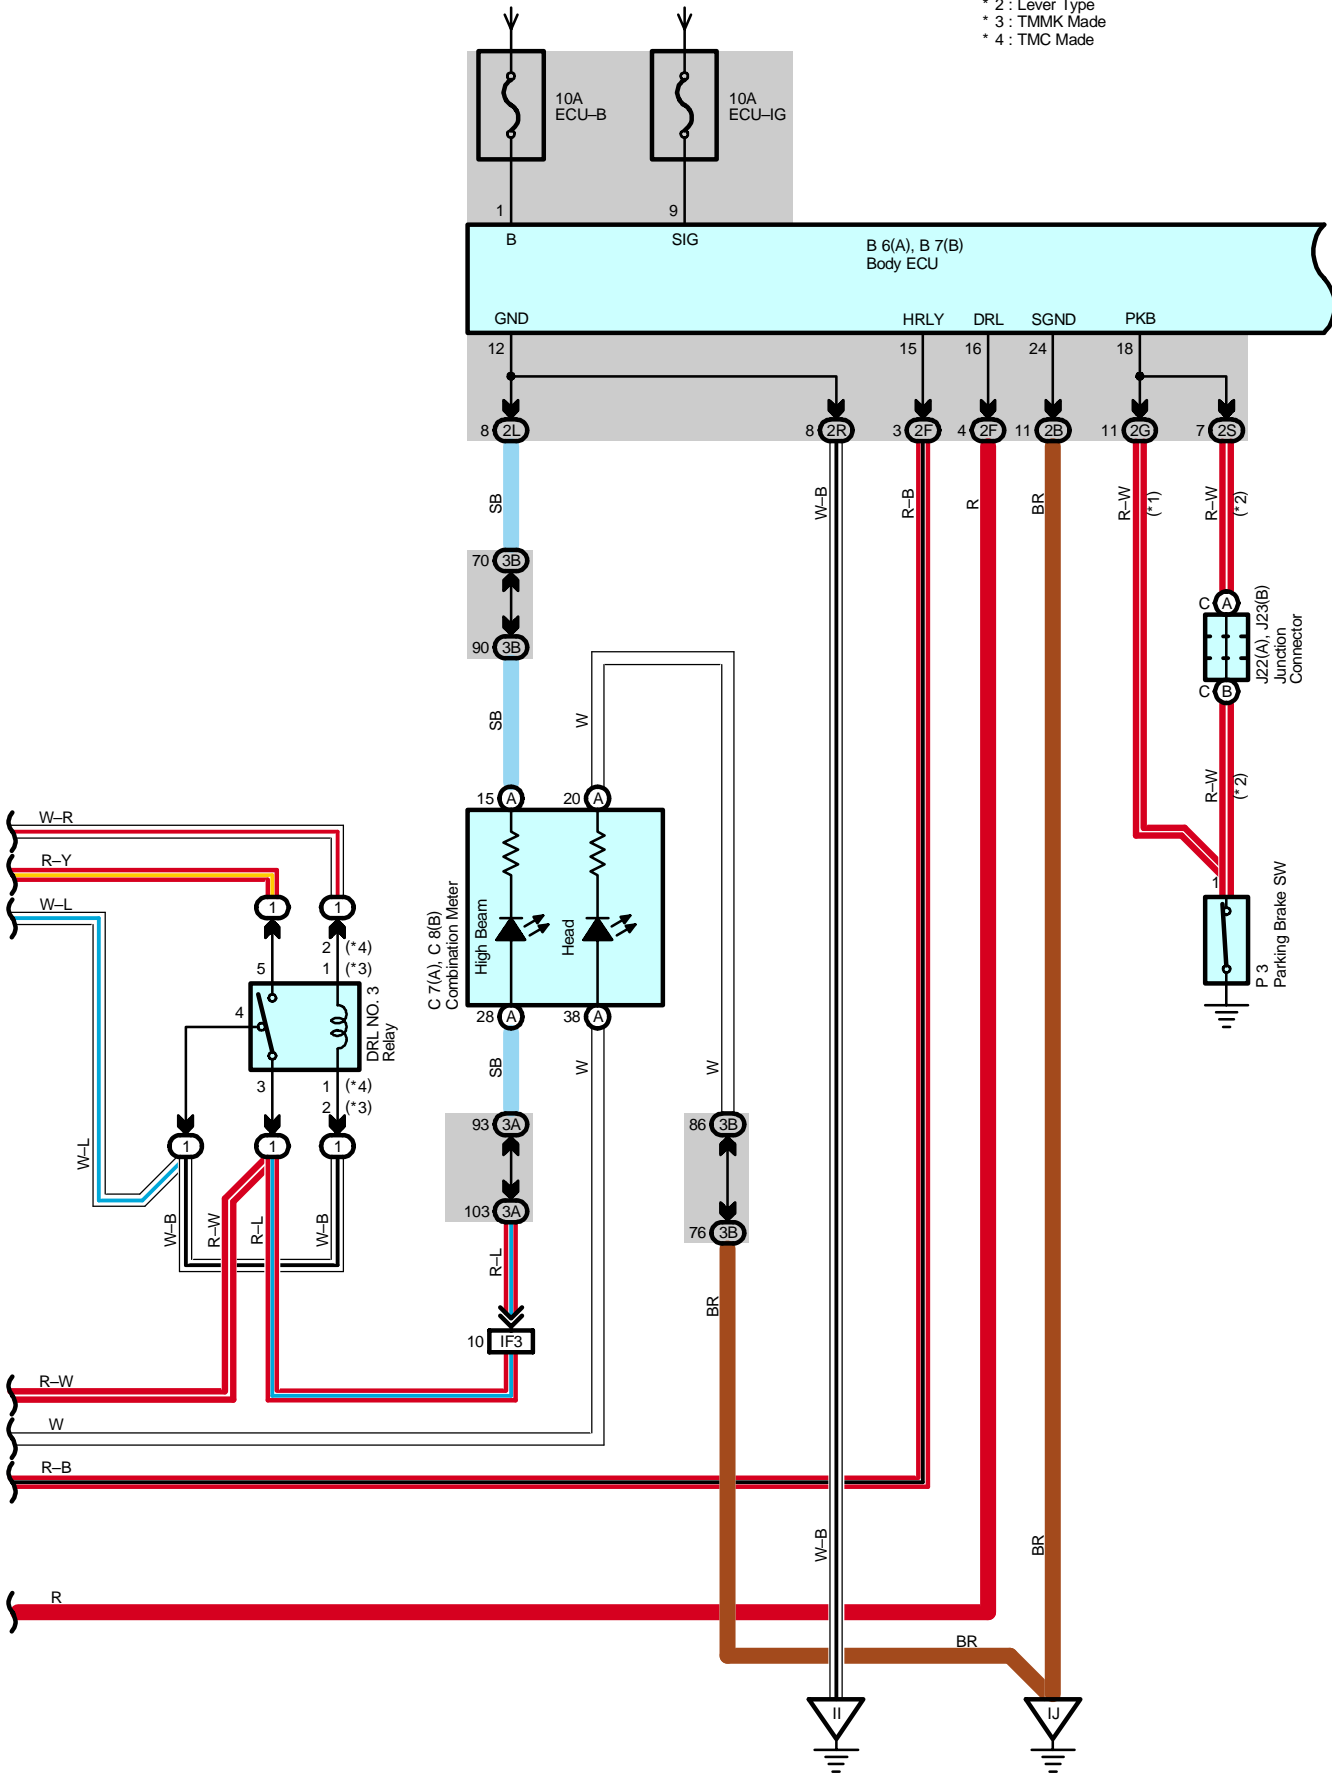 * 2 : Lever Type
* 3 : TMMK Made
* 4 : TMC Made
10A
ECU–B
10A
ECU–IG
1
9
B
SIG
B 6(A), B 7(B)
Body ECU
GND
HRLY
DRL
SGND
PKB
12
15
16
24
18
8 2L
8 2R
3 2F
4 2F
11 2B
11 2G
7 2S
SB
W–B
R–B
R
BR
R–W
(*1)
R–W
(*2)
70 3B
90 3B
C A
J22(A), J23(B)
Junction
Connector
C B
SB
W
R–W
(*2)
15 A
20 A
W–R
R–Y
W–L
1
1
2 (*4)
5
1 (*3)
4
DRL NO. 3
Relay
3
1 (*4)
2 (*3)
1
1
1
C 7(A), C 8(B)
Combination Meter
High Beam
Head
28 A
38 A
1
P 3
Parking Brake SW
SB
W
W
93 3A
103 3A
86 3B
76 3B
W–L
W–B
R–W
R–L
W–B
R–L
BR
10 IF3
R–W
W
R–B
W–B
BR
R
BR
II
IJ